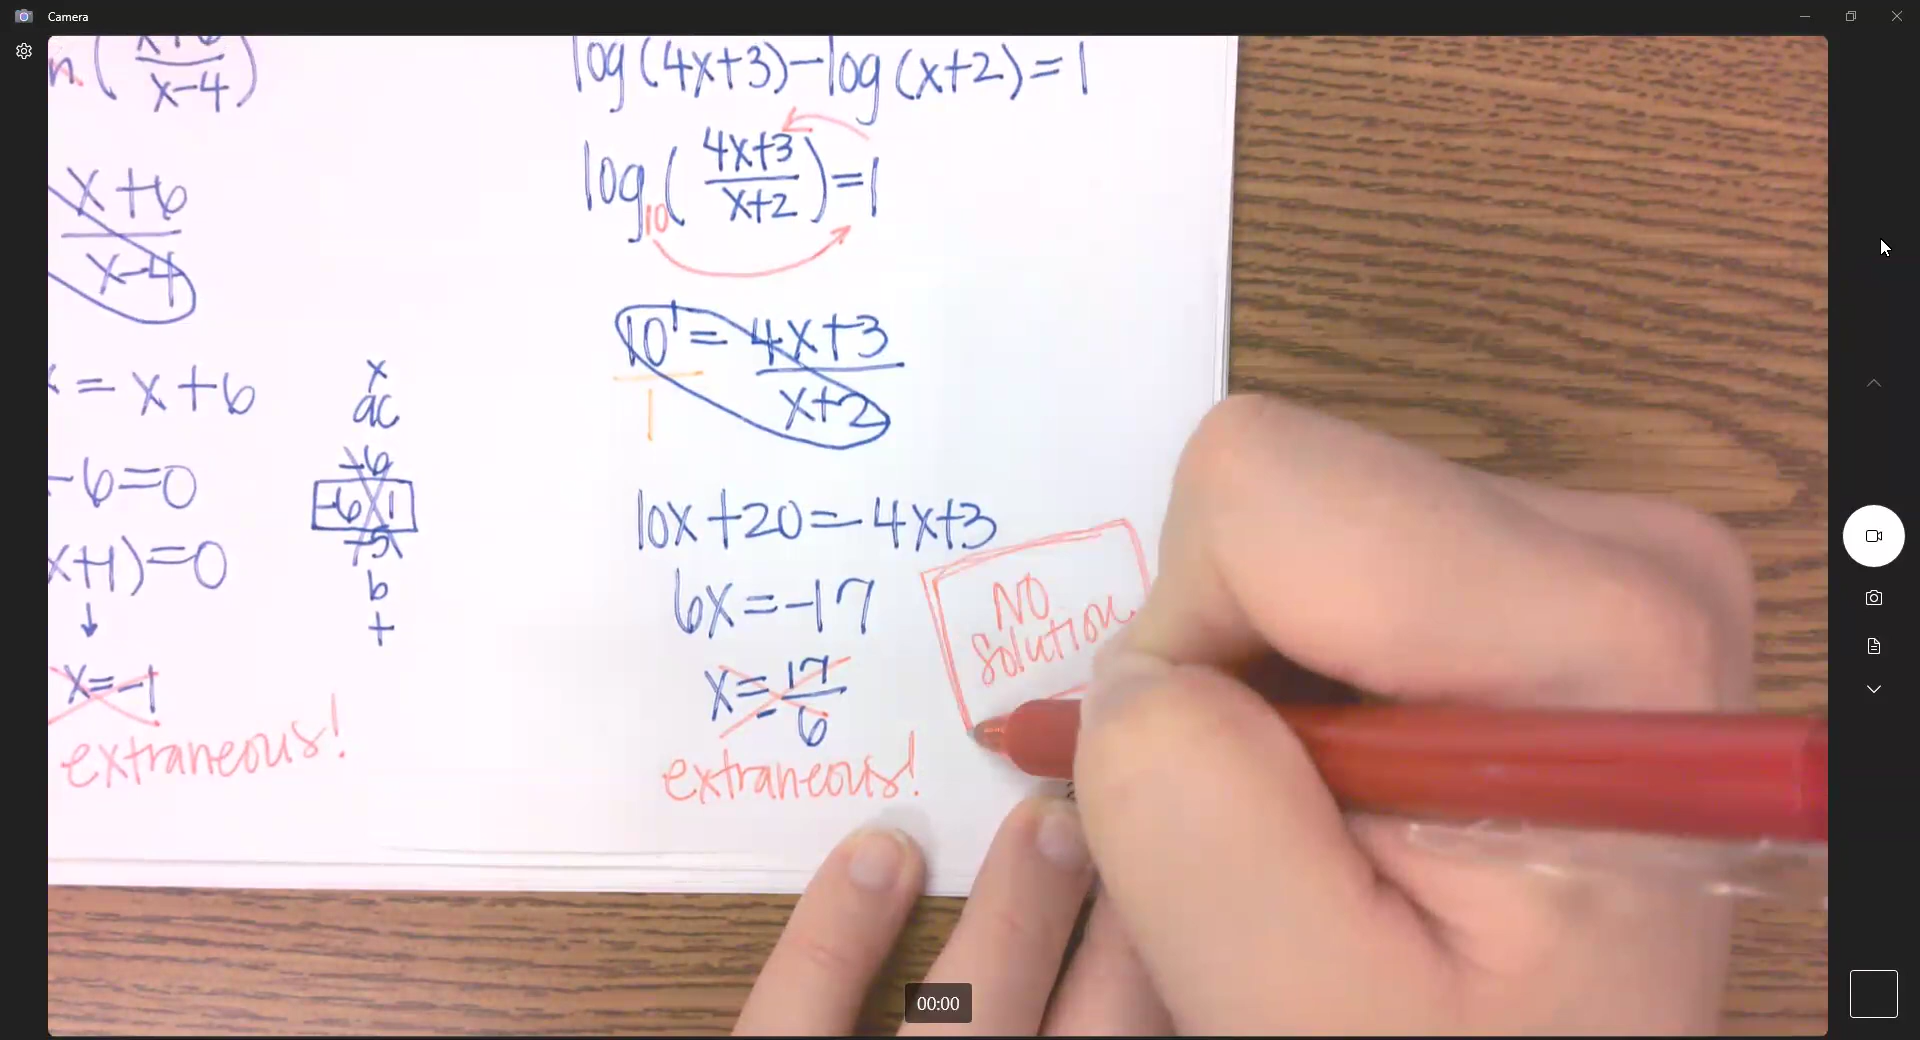 Camera
n(x+6/x-4)
x+6
x-4
= x+6
-6=0
x+1)=0
↓
x=-1
extraneous!
x
ac
-6
-6 1
-5
b
+
log(4x+3)-log(x+2)=1
log10(4x+3/x+2)=1
10^1 = 4x+3
1 x+2
10x+20=4x+3
6x=-17
x=-17/6
extraneous!
NO
Solution
00:00